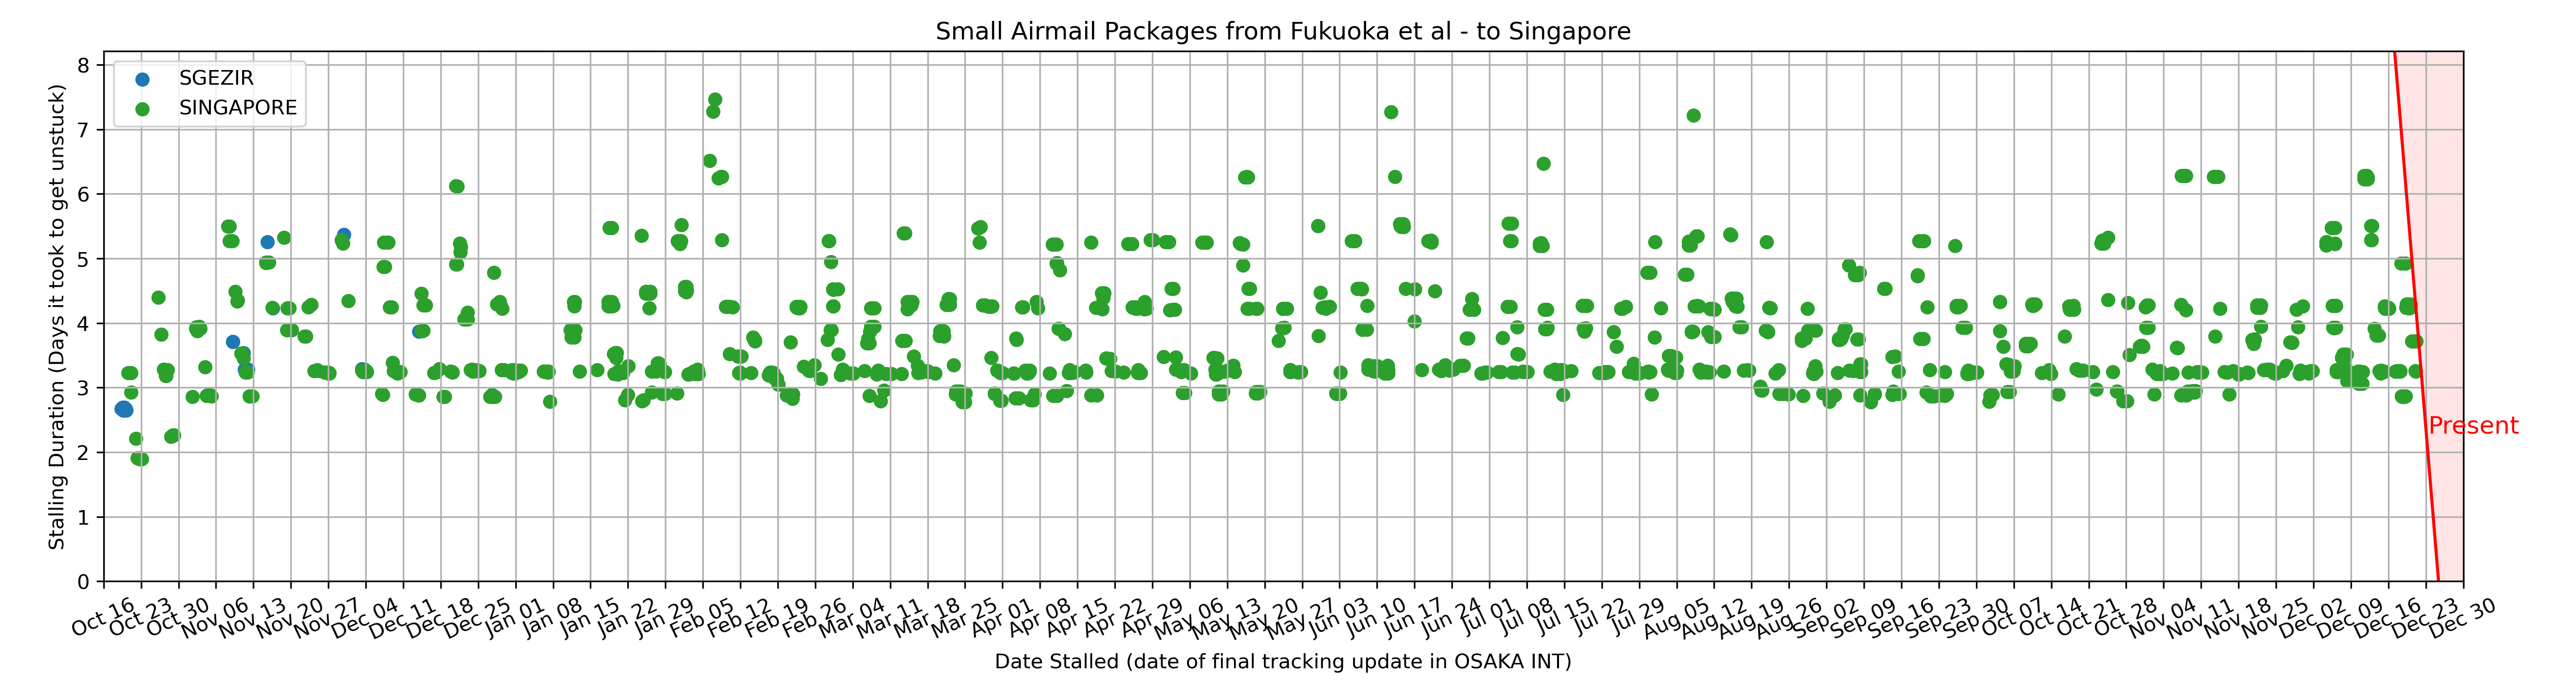 Small Airmail Packages from Fukuoka et al - to Singapore
SGEZIR
SINGAPORE
Stalling Duration (Days it took to get unstuck)
8
7
6
5
4
3
2
1
0
Present
Oct 16
Oct 23
Oct 30
Nov 06
Nov 13
Nov 20
Nov 27
Dec 04
Dec 11
Dec 18
Dec 25
Jan 01
Jan 08
Jan 15
Jan 22
Jan 29
Feb 05
Feb 12
Feb 19
Feb 26
Mar 04
Mar 11
Mar 18
Mar 25
Apr 01
Apr 08
Apr 15
Apr 22
Apr 29
May 06
May 13
May 20
May 27
Jun 03
Jun 10
Jun 17
Jun 24
Jul 01
Jul 08
Jul 15
Jul 22
Jul 29
Aug 05
Aug 12
Aug 19
Aug 26
Sep 02
Sep 09
Sep 16
Sep 23
Sep 30
Oct 07
Oct 14
Oct 21
Oct 28
Nov 04
Nov 11
Nov 18
Nov 25
Dec 02
Dec 09
Dec 16
Dec 23
Dec 30
Date Stalled (date of final tracking update in OSAKA INT)